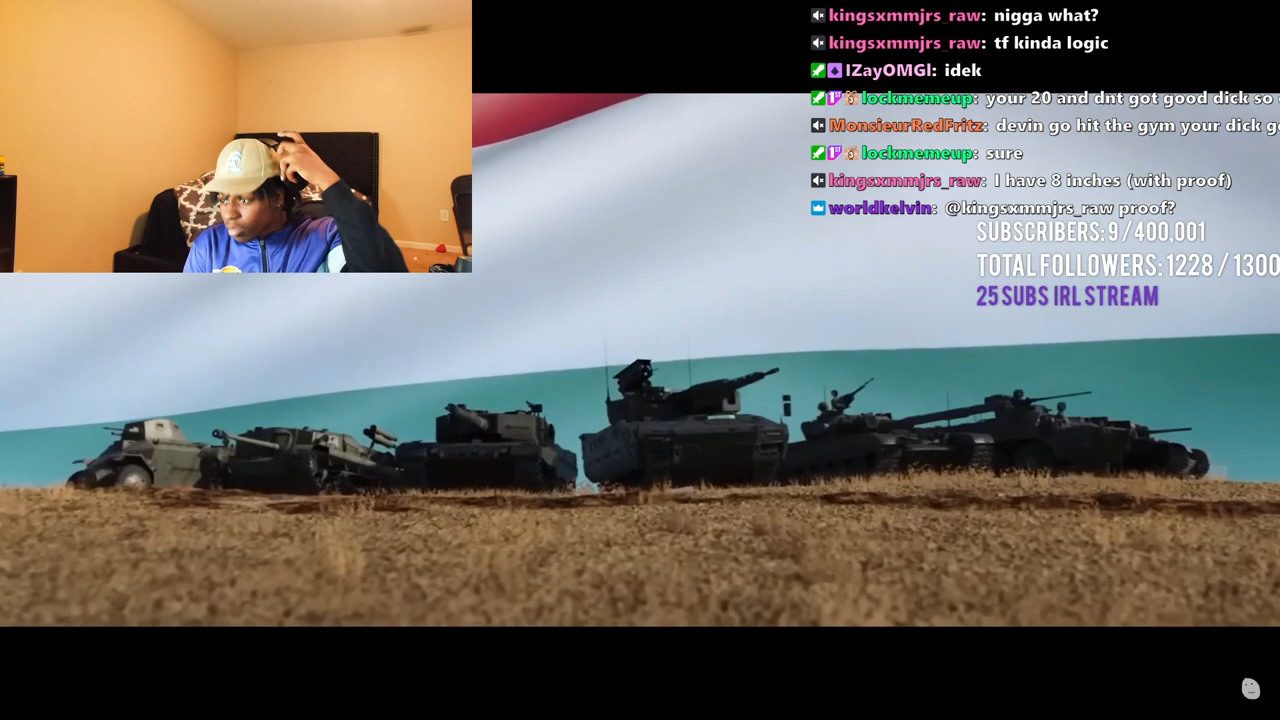 kingsxmmjrs_raw: nigga what?
kingsxmmjrs_raw: tf kinda logic
IZayOMGl: idek
lockmemeup: your 20 and dnt got good dick so
MonsieurRedFritz: devin go hit the gym your dick g
lockmemeup: sure
kingsxmmjrs_raw: I have 8 inches (with proof)
worldkelvin: @kingsxmmjrs_raw proof?
SUBSCRIBERS: 9 / 400,001
TOTAL FOLLOWERS: 1228 / 1300
25 SUBS IRL STREAM